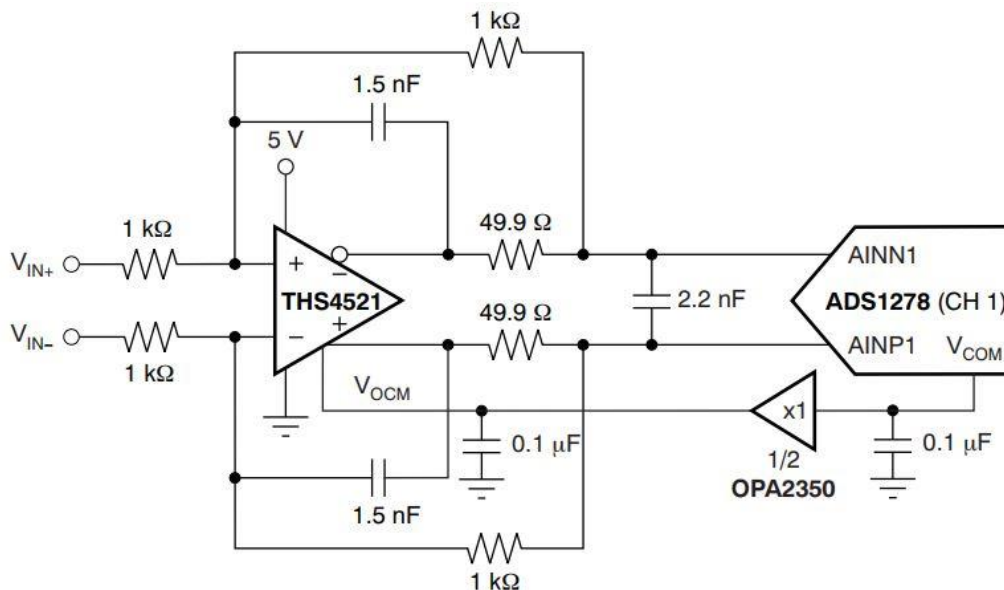 1 kΩ
1.5 nF
5 V
1 kΩ
49.9 Ω
V_IN+
+
−
AINN1
THS4521
2.2 nF
ADS1278 (CH 1)
49.9 Ω
V_IN−
−
+
AINP1
V_COM
1 kΩ
V_OCM
x1
0.1 μF
0.1 μF
1/2
OPA2350
1.5 nF
1 kΩ